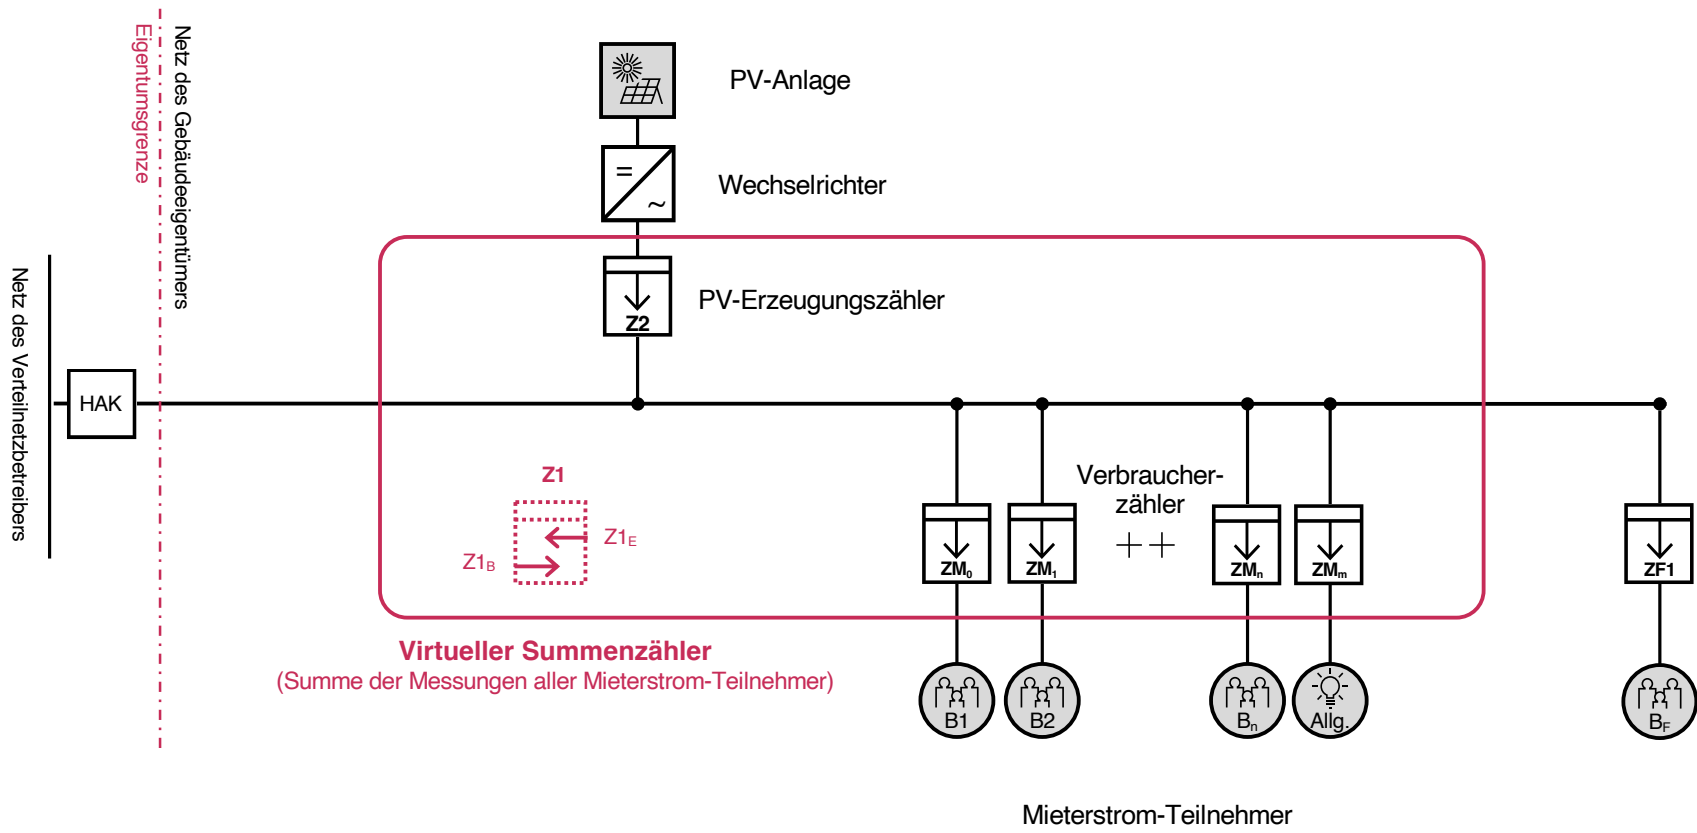 Netz des Gebäudeeigentümers
Eigentumsgrenze
Netz des Verteilnetzbetreibers
PV-Anlage
=
~
Wechselrichter
PV-Erzeugungszähler
Z2
HAK
Z1
Z1E
Z1B
Verbraucher-
zähler
++
ZM0
ZM1
ZMn
ZMm
ZF1
Virtueller Summenzähler
(Summe der Messungen aller Mieterstrom-Teilnehmer)
B1
B2
Bn
Allg.
BF
Mieterstrom-Teilnehmer